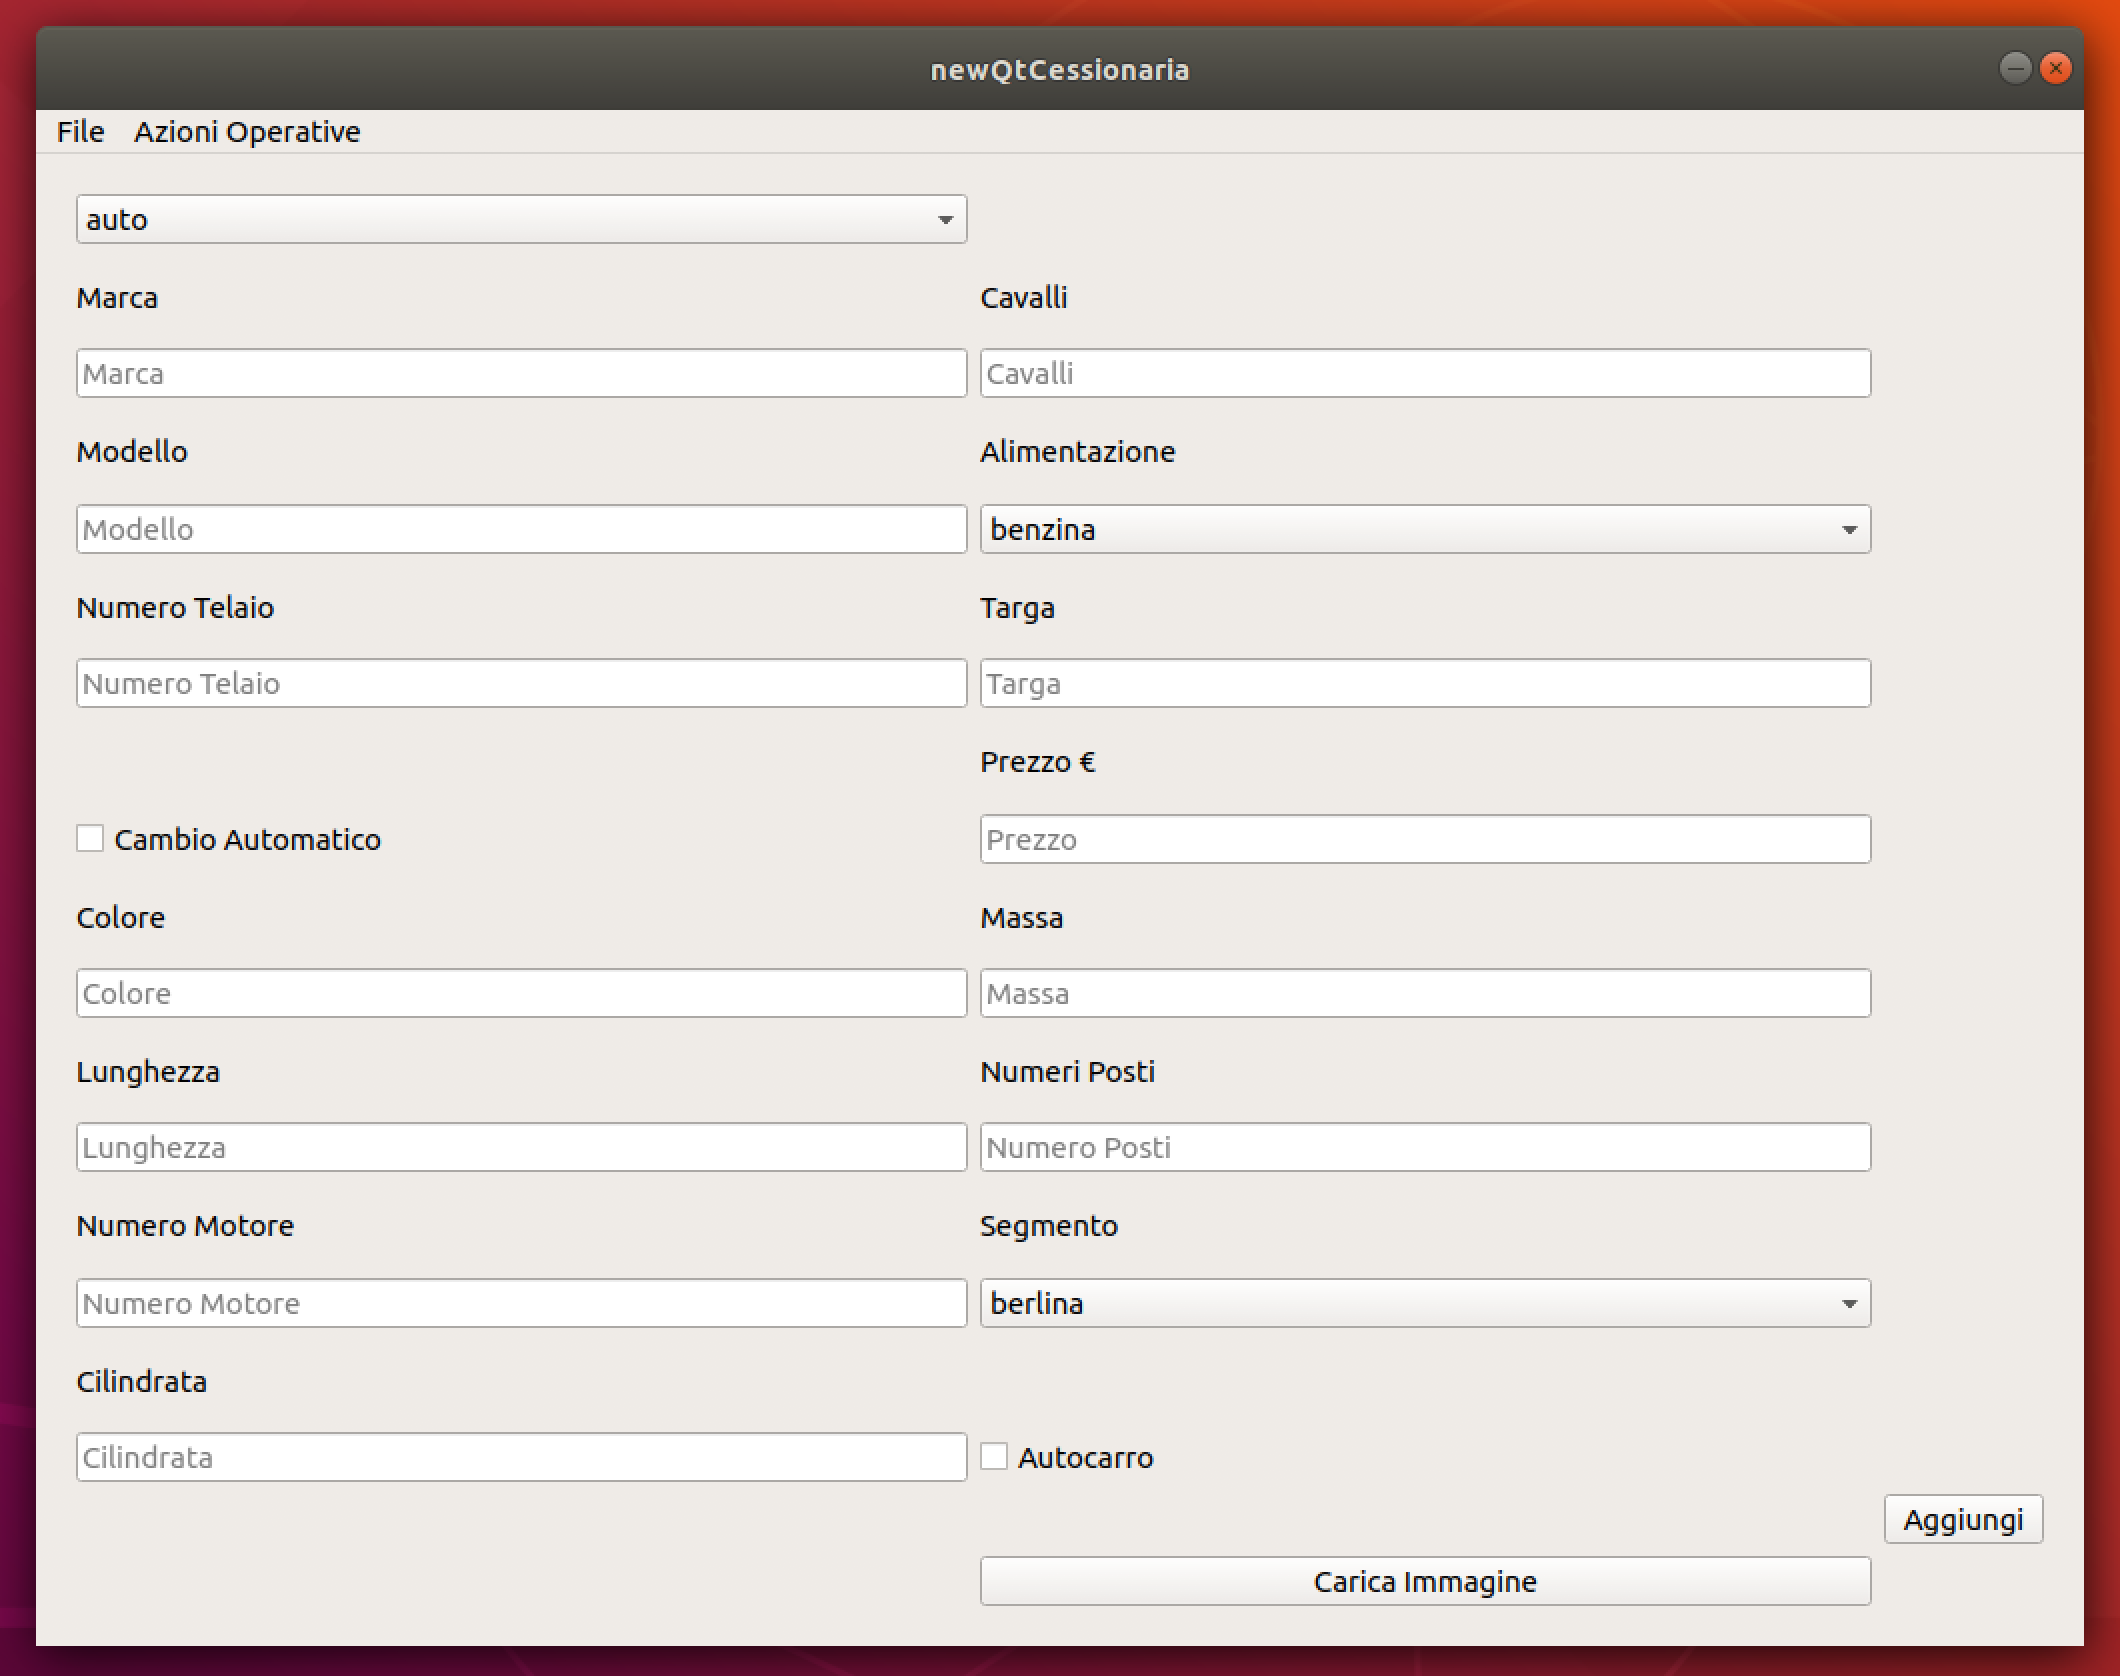 newQtCessionaria
File Azioni Operative
auto
Marca Cavalli
Marca Cavalli
Modello Alimentazione
Modello benzina
Numero Telaio Targa
Numero Telaio Targa
Prezzo €
Cambio Automatico Prezzo
Colore Massa
Colore Massa
Lunghezza Numeri Posti
Lunghezza Numero Posti
Numero Motore Segmento
Numero Motore berlina
Cilindrata
Cilindrata Autocarro
Aggiungi
Carica Immagine